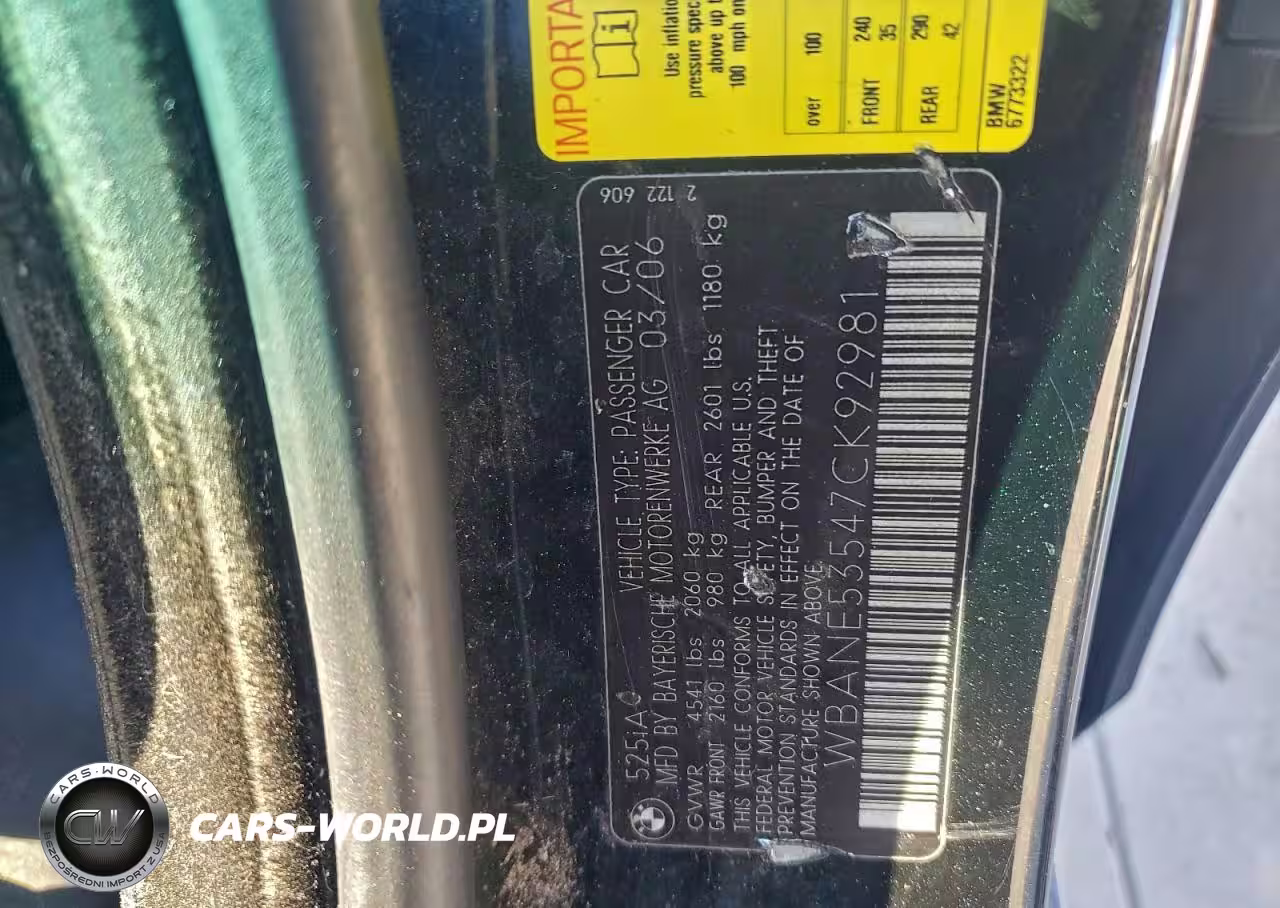 IMPORTA
Use inflatio
pressure spec
above up t
100 mph on
over 100
FRONT 240
35
REAR 290
42
BMW
6773322
2 122 606
525iA VEHICLE TYPE: PASSENGER CAR
MFD BY BAYERISCHE MOTORENWERKE AG 03/06
GVWR 4541 lbs 2060 kg
GAWR FRONT 2160 lbs 980 kg REAR 2601 lbs 1180 kg
THIS VEHICLE CONFORMS TO ALL APPLICABLE U.S.
FEDERAL MOTOR VEHICLE SAFETY, BUMPER AND THEFT
PREVENTION STANDARDS IN EFFECT ON THE DATE OF
MANUFACTURE SHOWN ABOVE
WBANE53547CK92981
CARS-WORLD
CW
BEZPOŚREDNI IMPORT Z USA
CARS-WORLD.PL